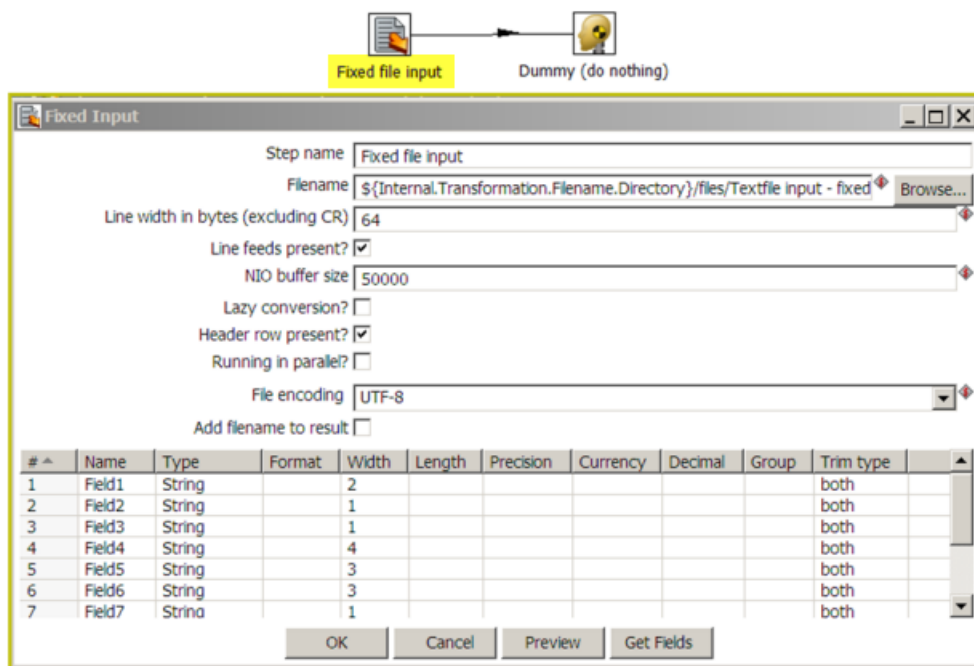 Fixed file input
Dummy (do nothing)
Fixed Input
Step name Fixed file input
Filename ${Internal.Transformation.Filename.Directory}/files/Textfile input - fixed Browse...
Line width in bytes (excluding CR) 64
Line feeds present?
NIO buffer size 50000
Lazy conversion?
Header row present?
Running in parallel?
File encoding UTF-8
Add filename to result
# Name Type Format Width Length Precision Currency Decimal Group Trim type
1 Field1 String 2 both
2 Field2 String 1 both
3 Field3 String 1 both
4 Field4 String 4 both
5 Field5 String 3 both
6 Field6 String 3 both
7 Field7 String 1 both
OK Cancel Preview Get Fields